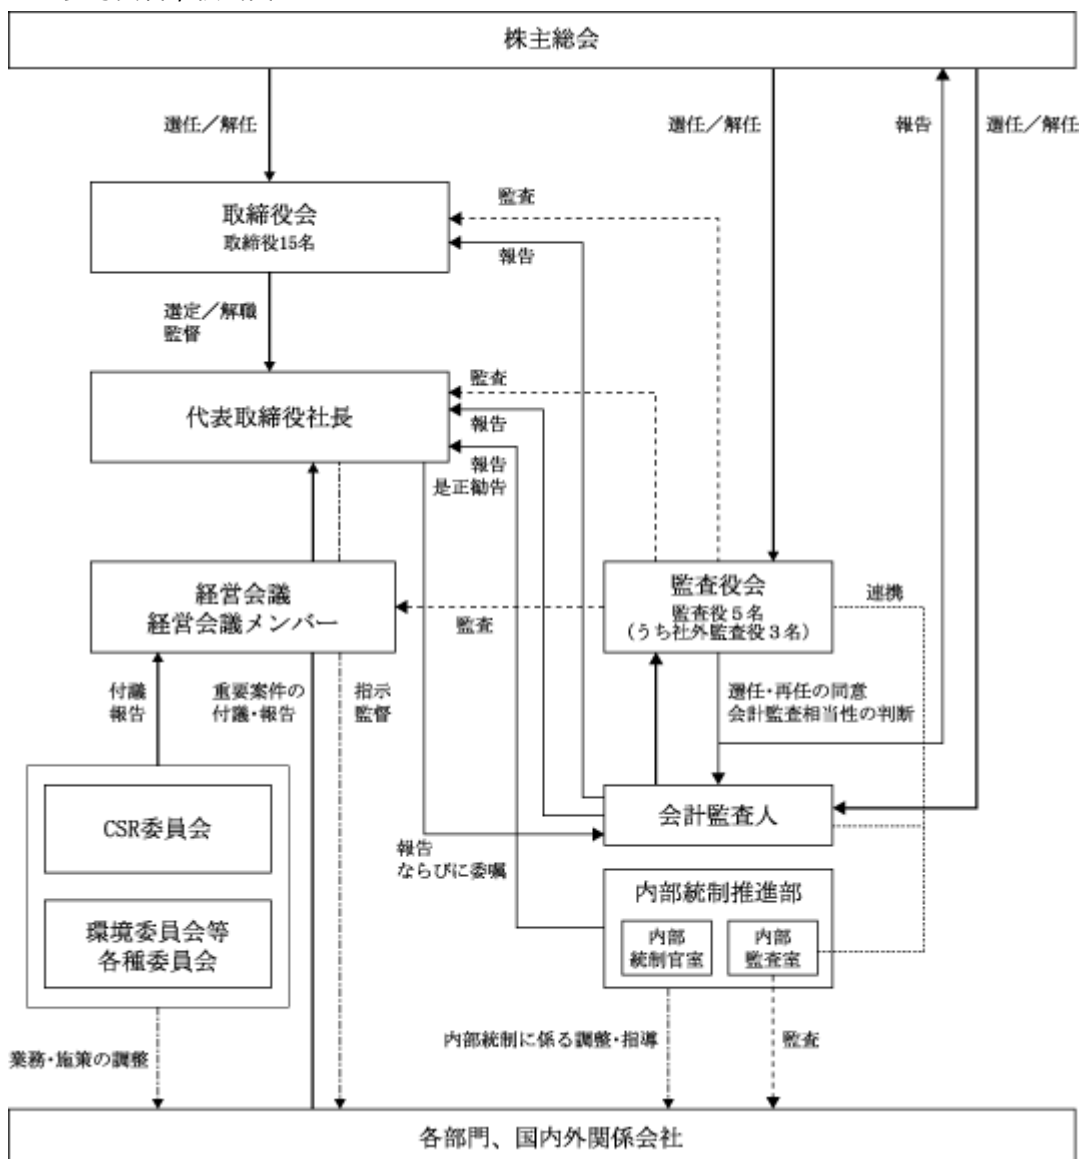 株主総会
選任／解任
選任／解任
報告
選任／解任
取締役会
取締役15名
監査
報告
選定／解職
監督
代表取締役社長
監査
報告
報告
是正勧告
経営会議
経営会議メンバー
監査
監査役会
監査役５名
（うち社外監査役３名）
連携
付議
報告
重要案件の
付議・報告
指示
監督
選任・再任の同意
会計監査相当性の判断
CSR委員会
環境委員会等
各種委員会
会計監査人
報告
ならびに委嘱
内部統制推進部
内部
統制官室
内部
監査室
業務・施策の調整
内部統制に係る調整・指導
監査
各部門、国内外関係会社